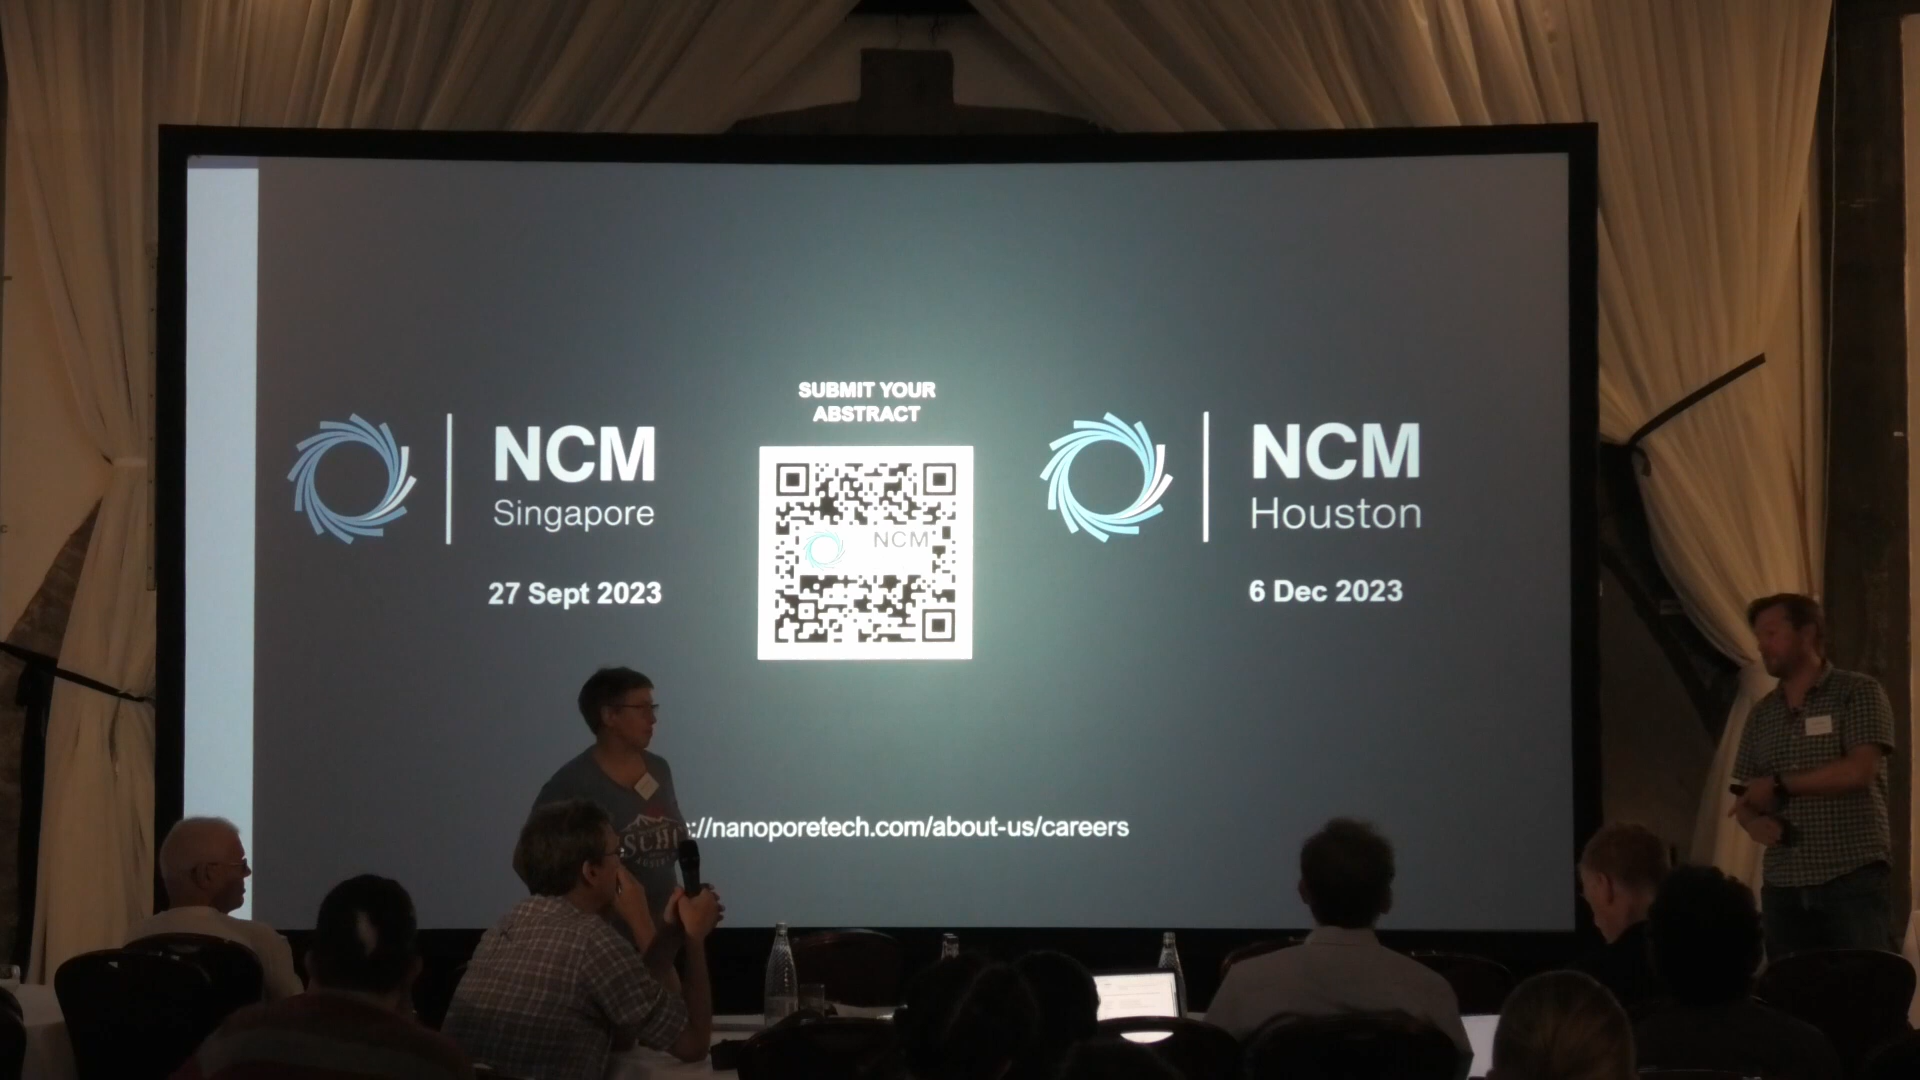 SUBMIT YOUR
ABSTRACT
NCM
Singapore
27 Sept 2023
NCM
NCM
Houston
6 Dec 2023
://nanoporetech.com/about-us/careers
SCHO